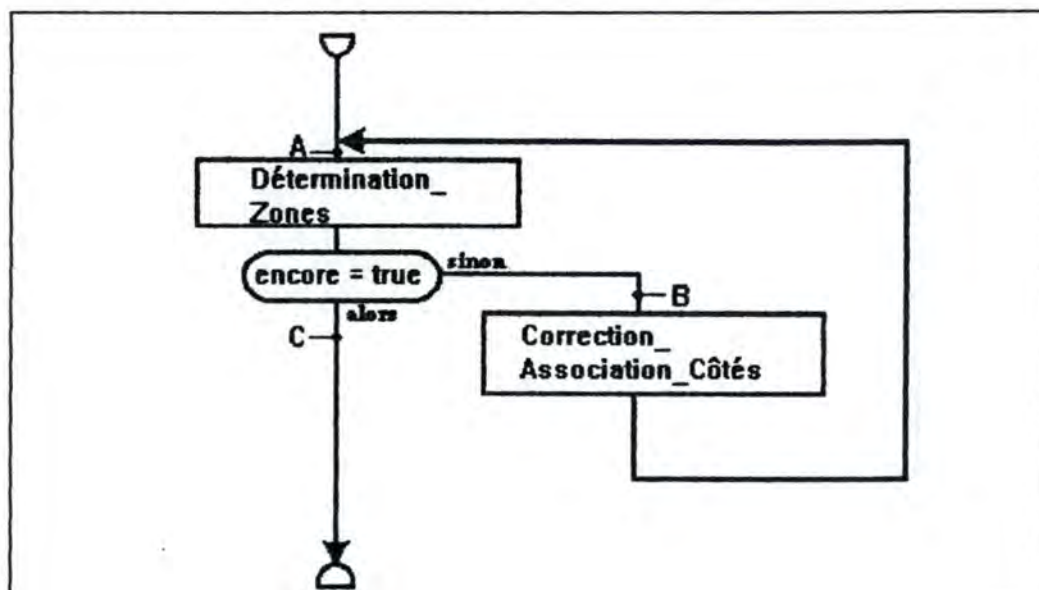 A
Détermination_
Zones
encore = true
sinon
B
alors
C
Correction_
Association_Côtés